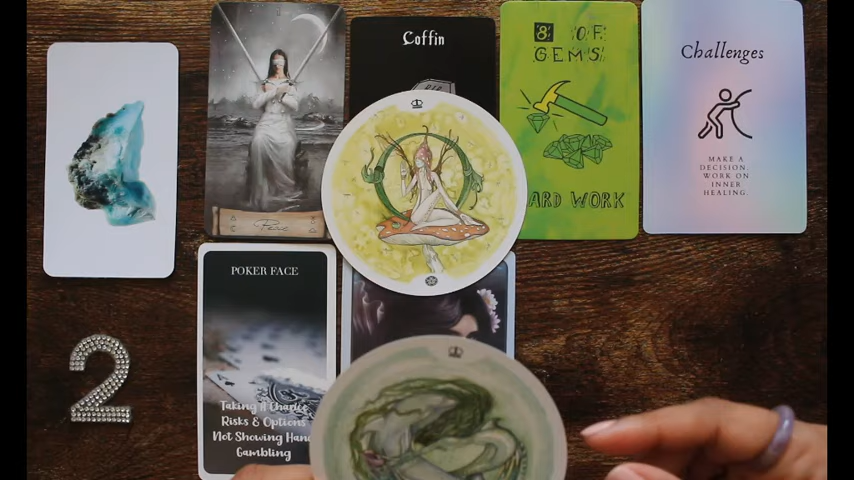 Coffin
8 OF
GEMS
ARD WORK
Challenges
MAKE A
DECISION.
WORK ON
INNER
HEALING.
Peace
POKER FACE
Taking A Chance
Risks & Options
Not Showing Hand
Gambling
2